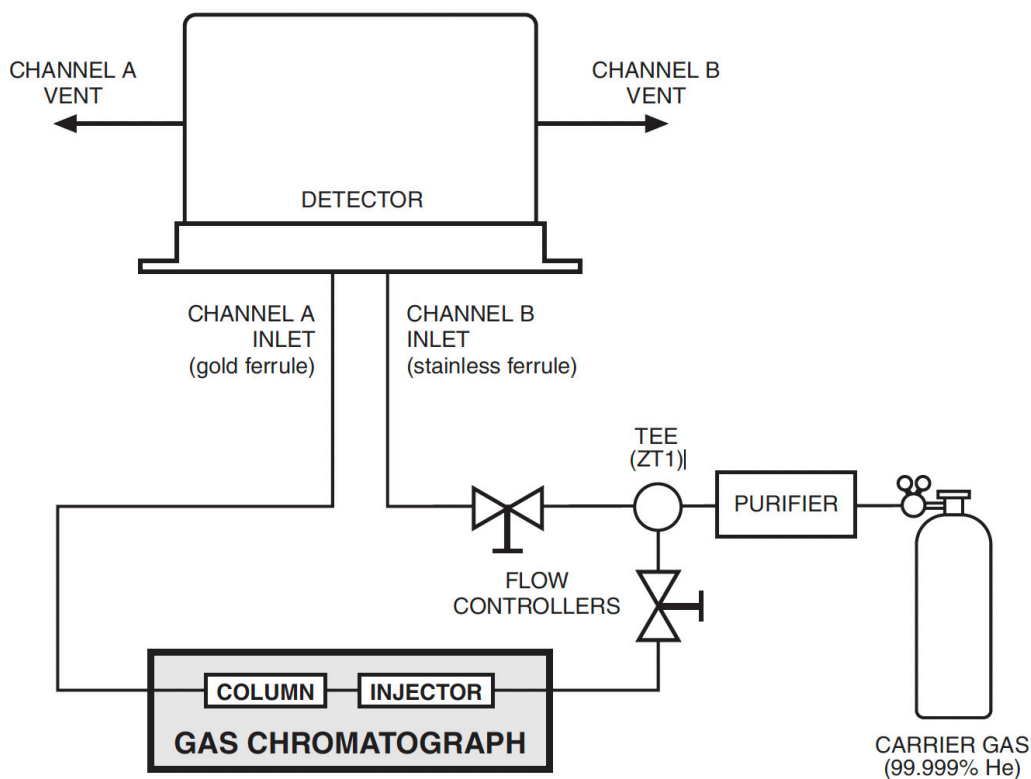 CHANNEL A
VENT
CHANNEL B
VENT
DETECTOR
CHANNEL A
INLET
(gold ferrule)
CHANNEL B
INLET
(stainless ferrule)
TEE
(ZT1)|
PURIFIER
FLOW
CONTROLLERS
COLUMN
INJECTOR
GAS CHROMATOGRAPH
CARRIER GAS
(99.999% He)